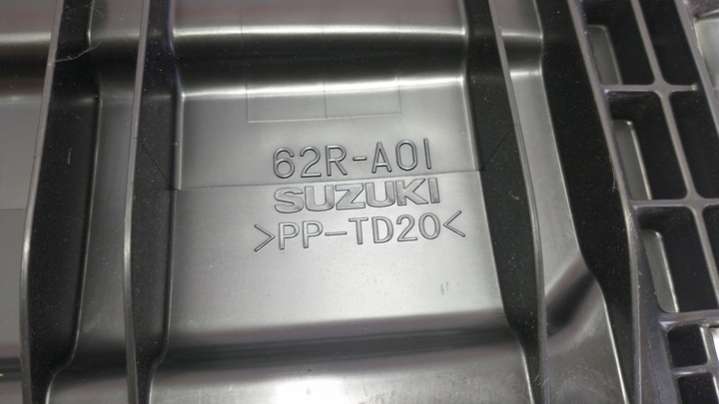 62R-A01
SUZUKI
>PP-TD20<